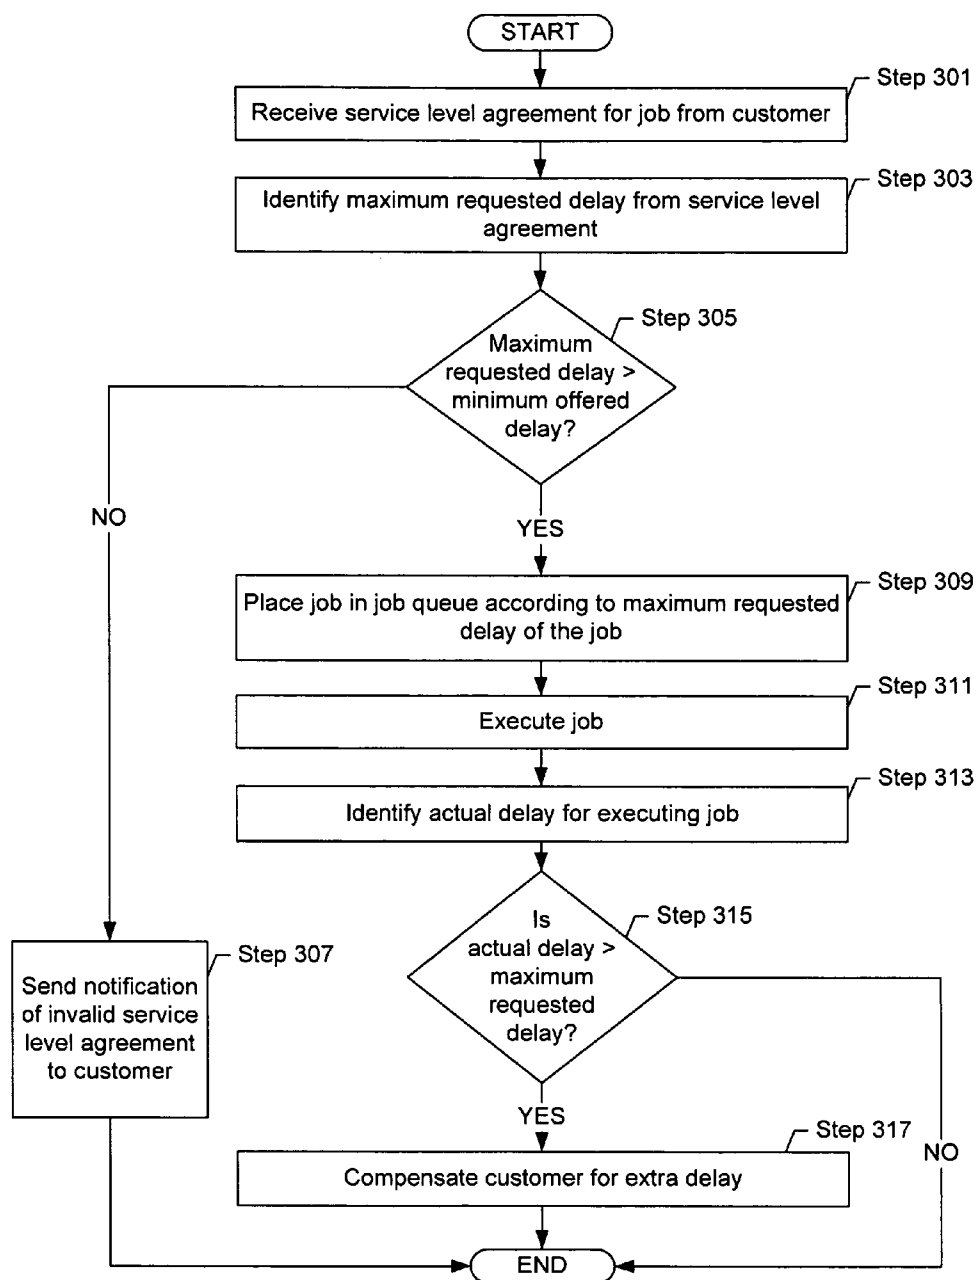 START
Step 301
Receive service level agreement for job from customer
Step 303
Identify maximum requested delay from service level
agreement
Step 305
Maximum
requested delay >
minimum offered
delay?
NO
YES
Step 309
Place job in job queue according to maximum requested
delay of the job
Step 311
Execute job
Step 313
Identify actual delay for executing job
Step 315
Is
actual delay >
maximum
requested
delay?
Step 307
Send notification
of invalid service
level agreement
to customer
YES
NO
Step 317
Compensate customer for extra delay
END